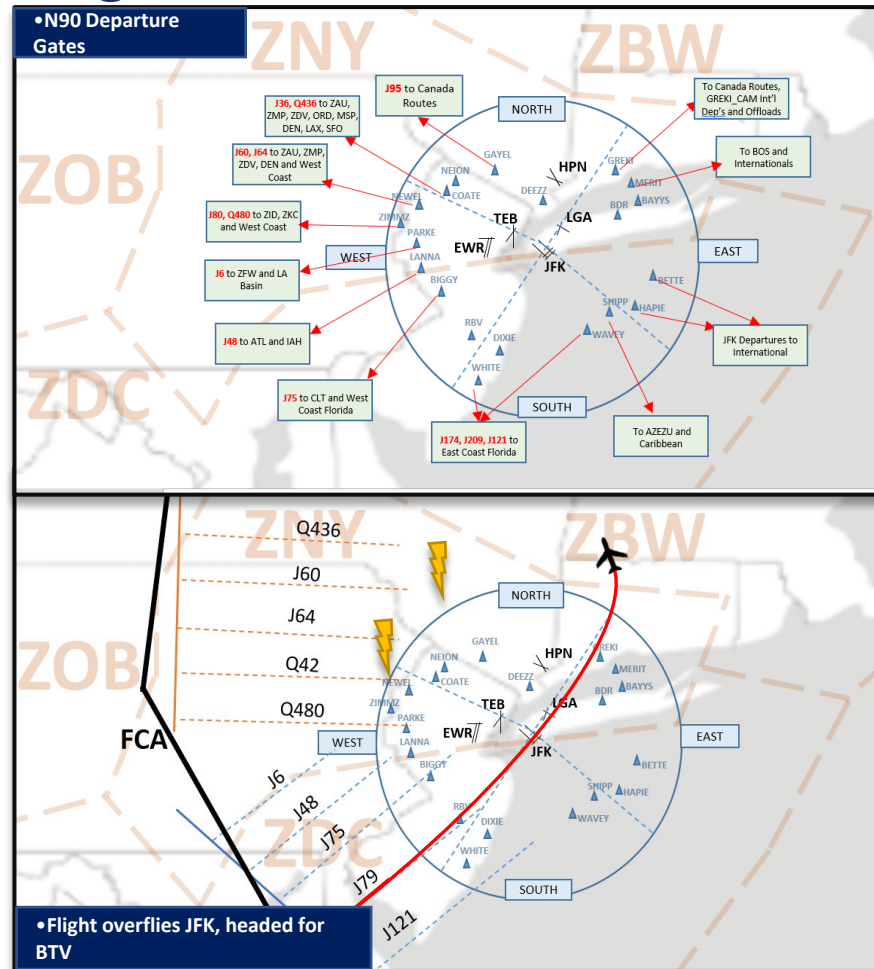 •N90 Departure
Gates
ZNY
ZBW
ZOB
ZDC
J36, Q436 to ZAU,
ZMP, ZDV, ORD, MSP,
DEN, LAX, SFO
J95 to Canada
Routes
To Canada Routes,
GREKI_CAM Int'l
Dep's and Offloads
J60, J64 to ZAU, ZMP,
ZDV, DEN and West
Coast
To BOS and
Internationals
J80, Q480 to ZID, ZKC
and West Coast
J6 to ZFW and LA
Basin
J48 to ATL and IAH
J75 to CLT and West
Coast Florida
J174, J209, J121 to
East Coast Florida
To AZEZU and
Caribbean
JFK Departures to
International
NORTH
WEST
EAST
SOUTH
GAYEL
NEION
COATE
NEWEL
ZIMMZ
PARKE
LANNA
BIGGY
RBV
DIXIE
WHITE
DEEZZ
HPN
TEB
LGA
EWR
JFK
GREKI
MERIT
BAYYS
BDR
BETTE
HAPIE
SHIPP
WAVEY
ZNY
ZBW
ZOB
ZDC
Q436
J60
J64
Q42
Q480
FCA
J6
J48
J75
J79
J121
NORTH
WEST
EAST
SOUTH
GAYEL
NEION
COATE
NEWEL
ZIMMZ
PARKE
LANNA
BIGGY
RBV
DIXIE
WHITE
DEEZZ
HPN
TEB
LGA
EWR
JFK
GREKI
MERIT
BAYYS
BDR
BETTE
HAPIE
SHIPP
WAVEY
•Flight overflies JFK, headed for
BTV